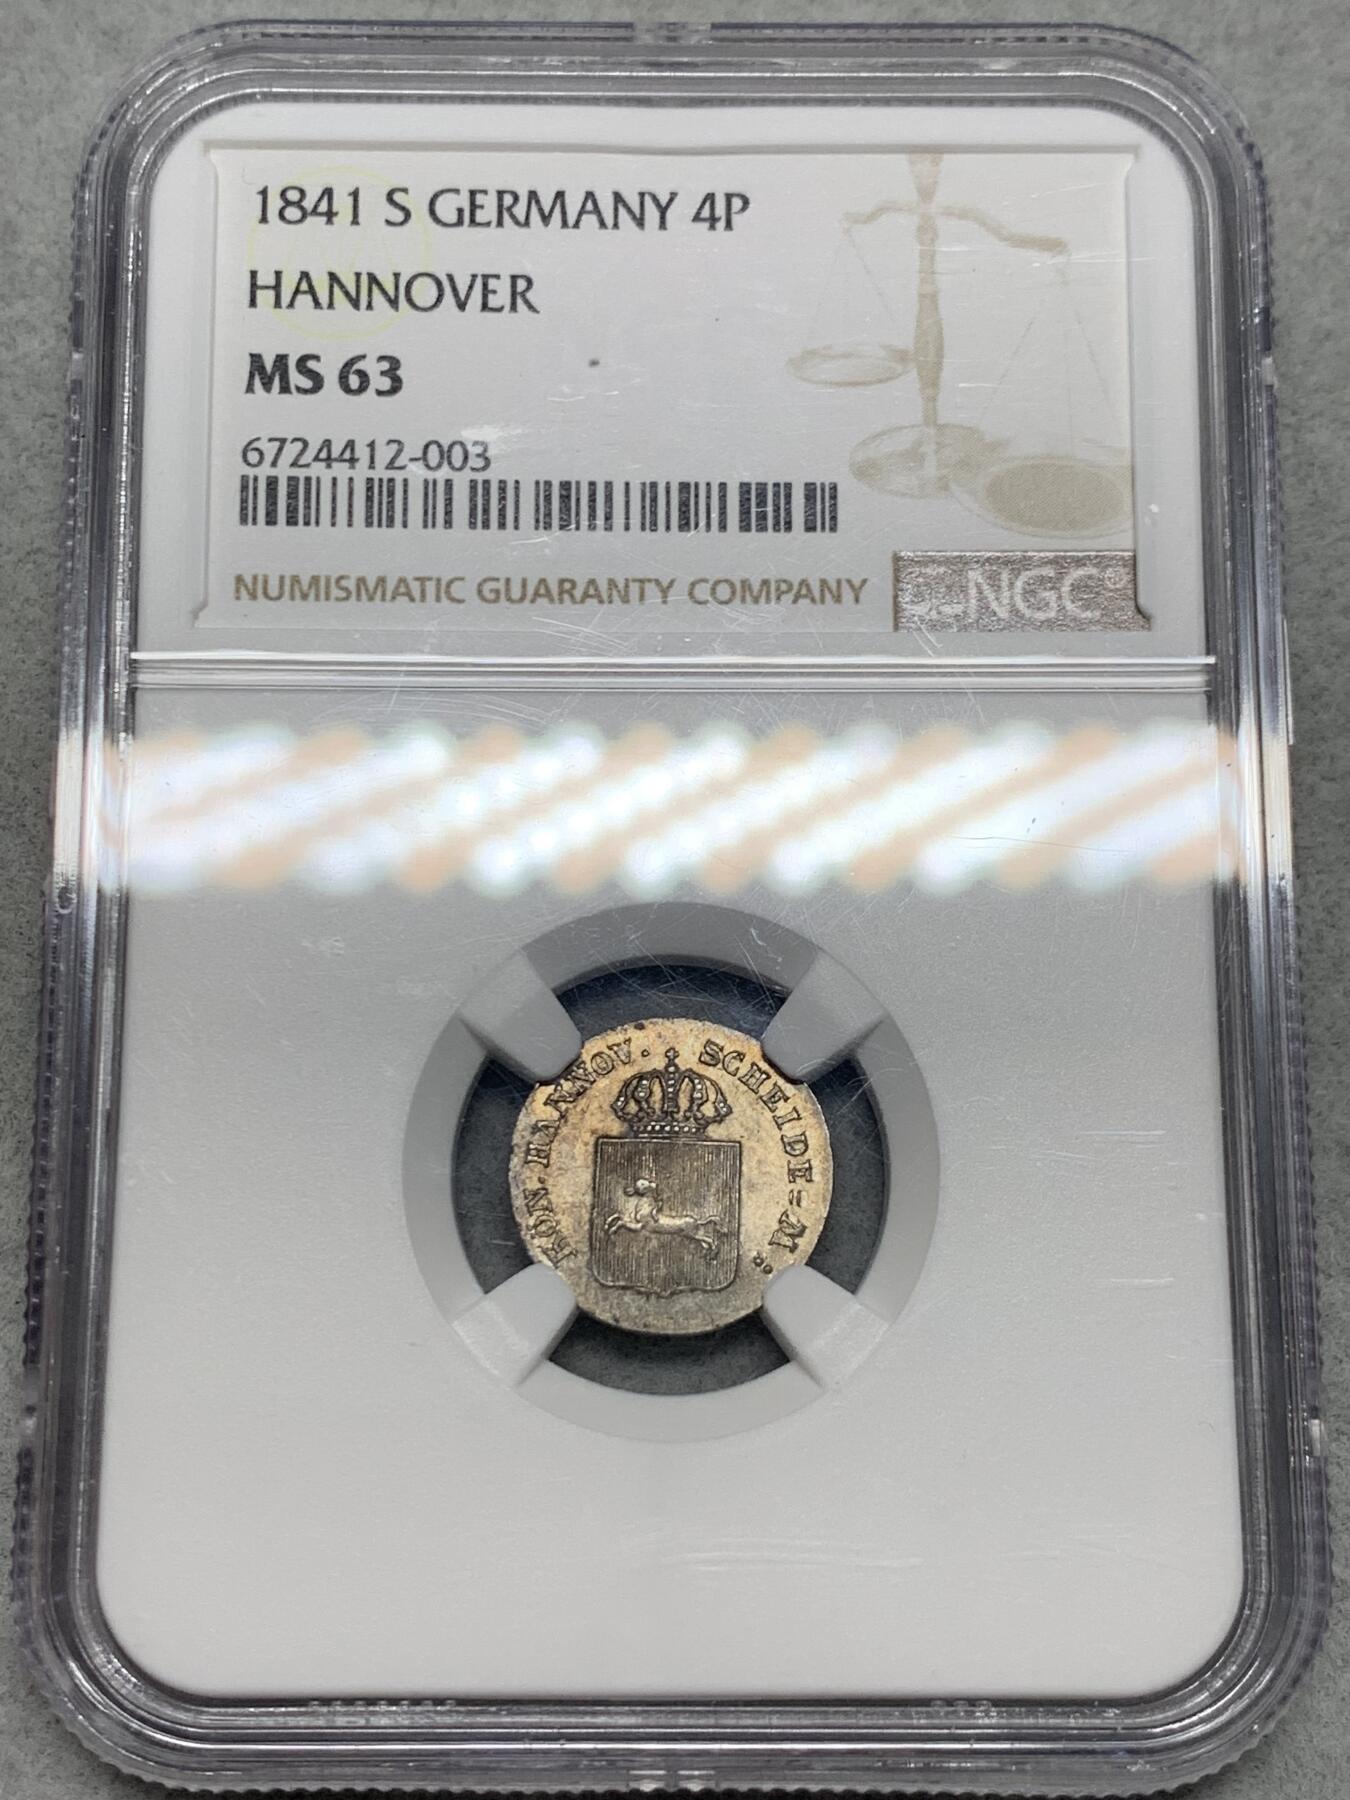 1841 S GERMANY 4P
HANNOVER
MS 63
6724412-003
NUMISMATIC GUARANTY COMPANY
NGC
KÖN. HANNOV. SCHEIDE=M